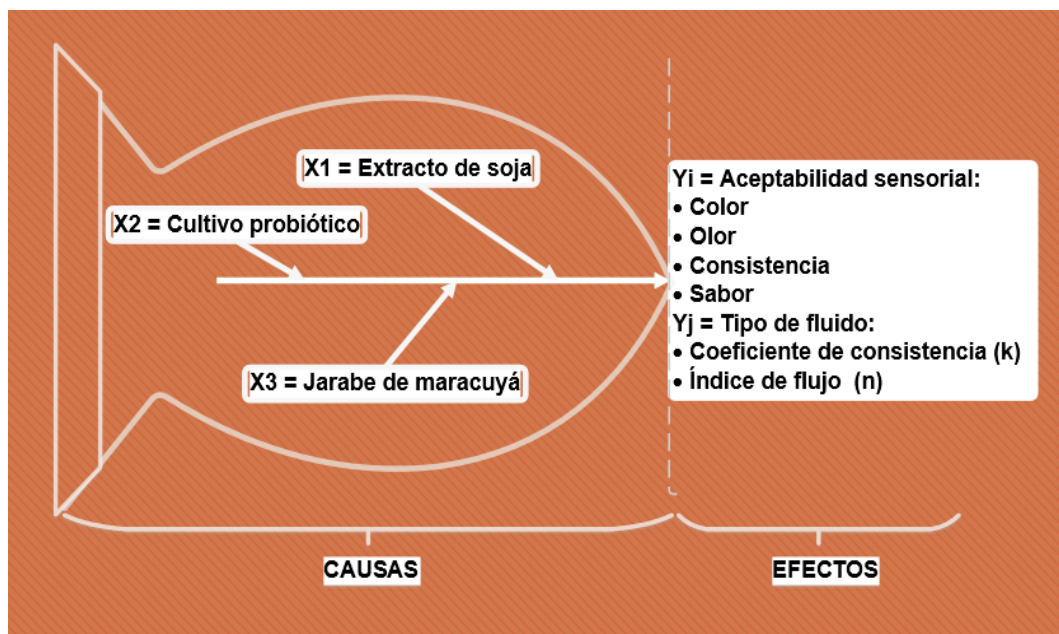 X1 = Extracto de soja
X2 = Cultivo probiótico
X3 = Jarabe de maracuyá
Yi = Aceptabilidad sensorial:
• Color
• Olor
• Consistencia
• Sabor
Yj = Tipo de fluido:
• Coeficiente de consistencia (k)
• Índice de flujo (n)
CAUSAS
EFECTOS